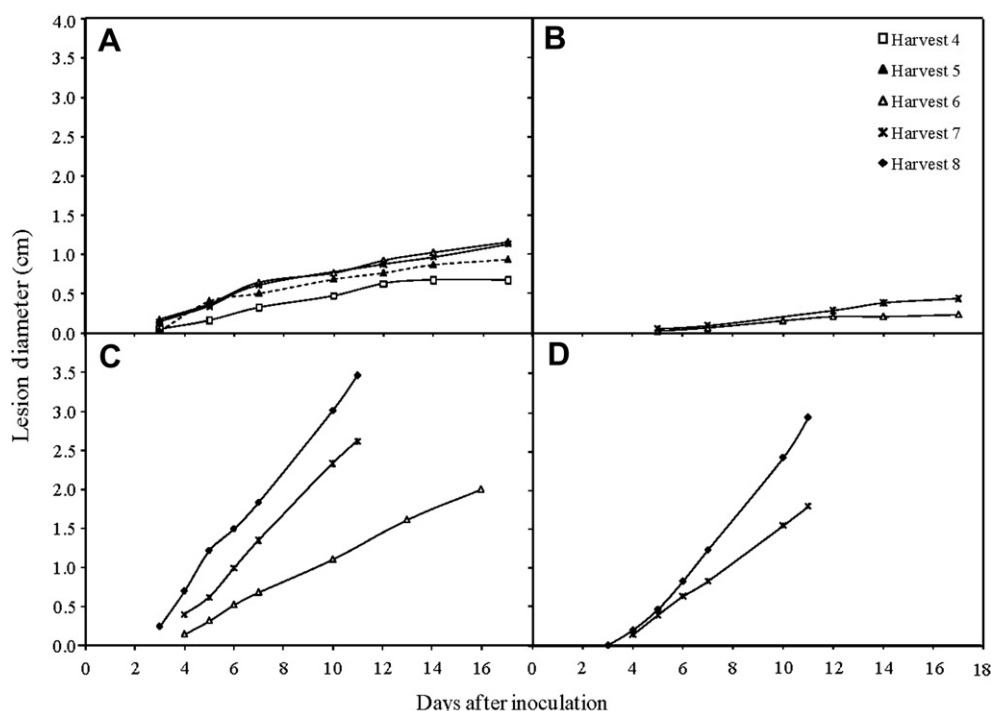 A
B
4.0
3.5
3.0
2.5
2.0
1.5
1.0
0.5
0.0
Harvest 4
Harvest 5
Harvest 6
Harvest 7
Harvest 8
Lesion diameter (cm)
C
D
3.5
3.0
2.5
2.0
1.5
1.0
0.5
0.0
0 2 4 6 8 10 12 14 16 0 2 4 6 8 10 12 14 16 18
Days after inoculation